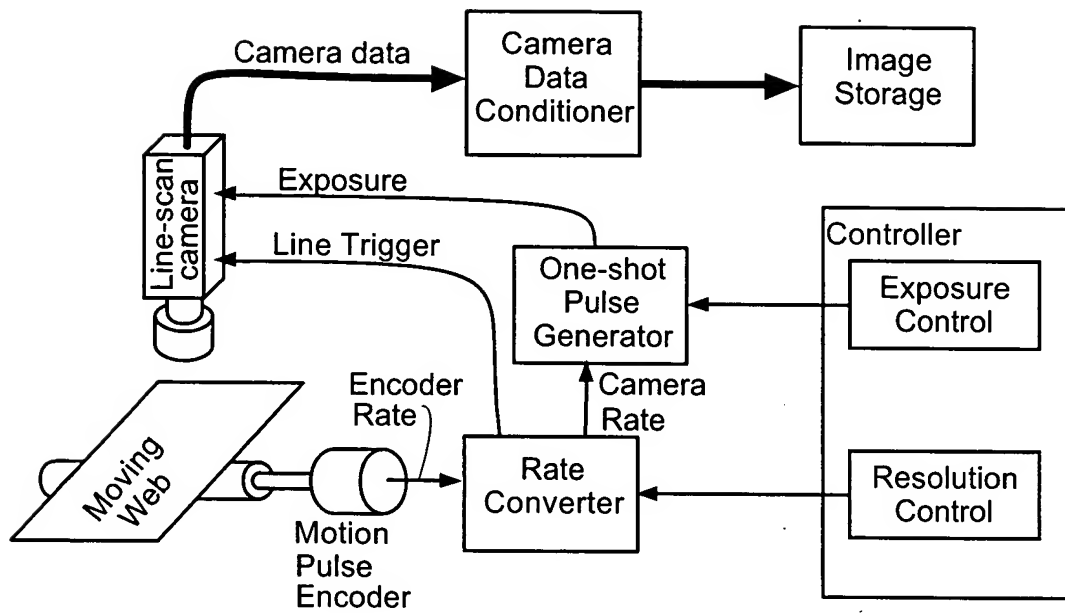 Camera data
Camera
Data
Conditioner
Image
Storage
Line-scan
camera
Exposure
Line Trigger
One-shot
Pulse
Generator
Controller
Exposure
Control
Encoder
Rate
Camera
Rate
Moving
Web
Motion
Pulse
Encoder
Rate
Converter
Resolution
Control